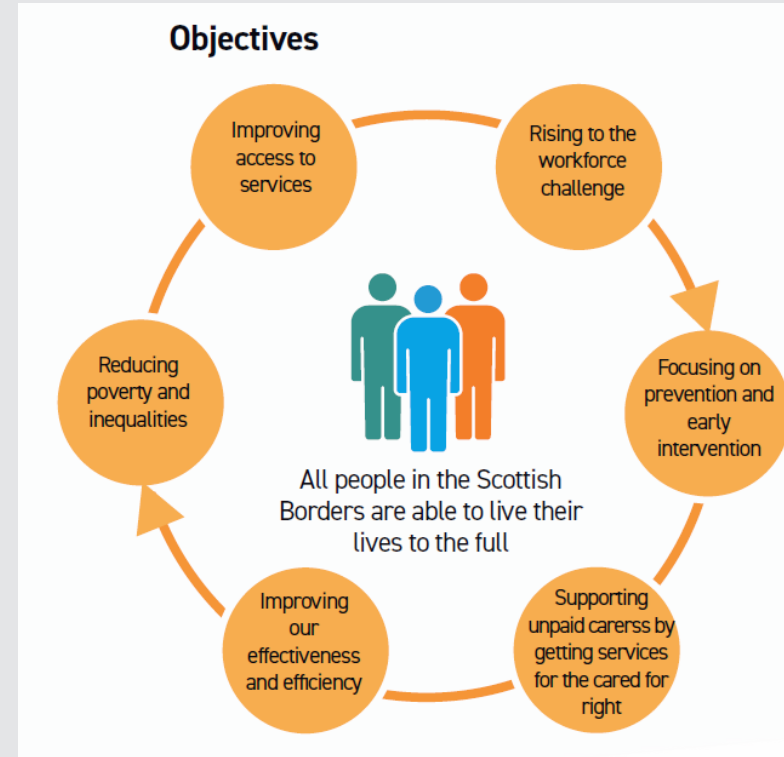 Objectives
Improving
access to
services
Rising to the
workforce
challenge
Focusing on
prevention and
early
intervention
Supporting
unpaid carerss by
getting services
for the cared for
right
Improving
our
effectiveness
and efficiency
Reducing
poverty and
inequalities
All people in the Scottish
Borders are able to live their
lives to the full